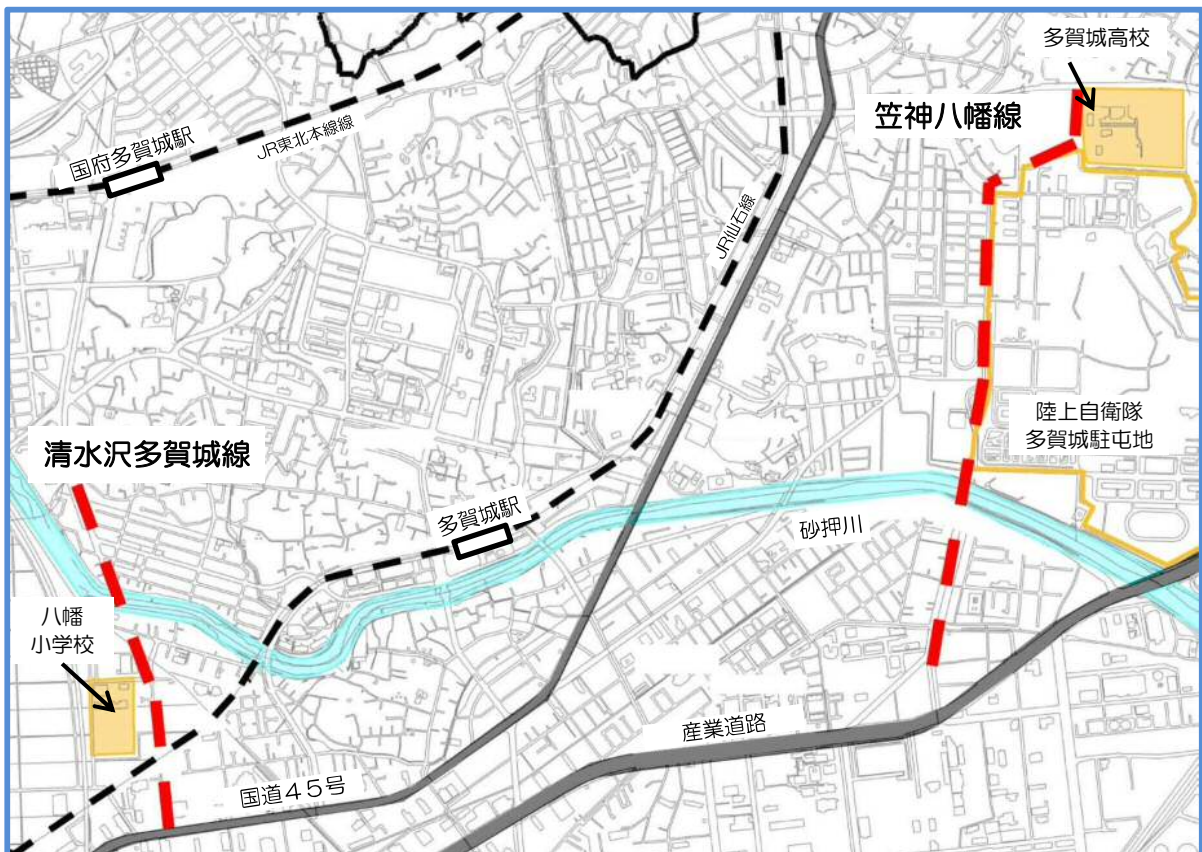 多賀城高校
笠神八幡線
国府多賀城駅
JR東北本線線
JR仙石線
陸上自衛隊
多賀城駐屯地
清水沢多賀城線
多賀城駅
砂押川
八幡
小学校
産業道路
国道45号